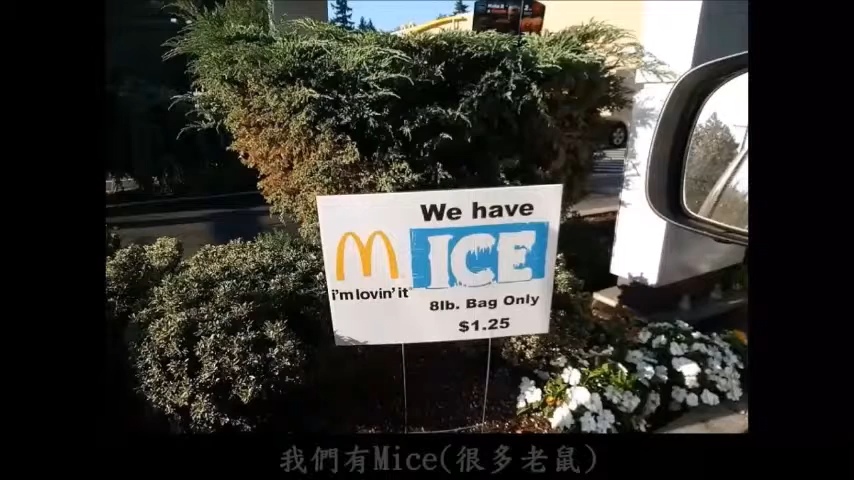 We have
M ICE
i'm lovin' it®
8lb. Bag Only
$1.25
我們有Mice(很多老鼠)